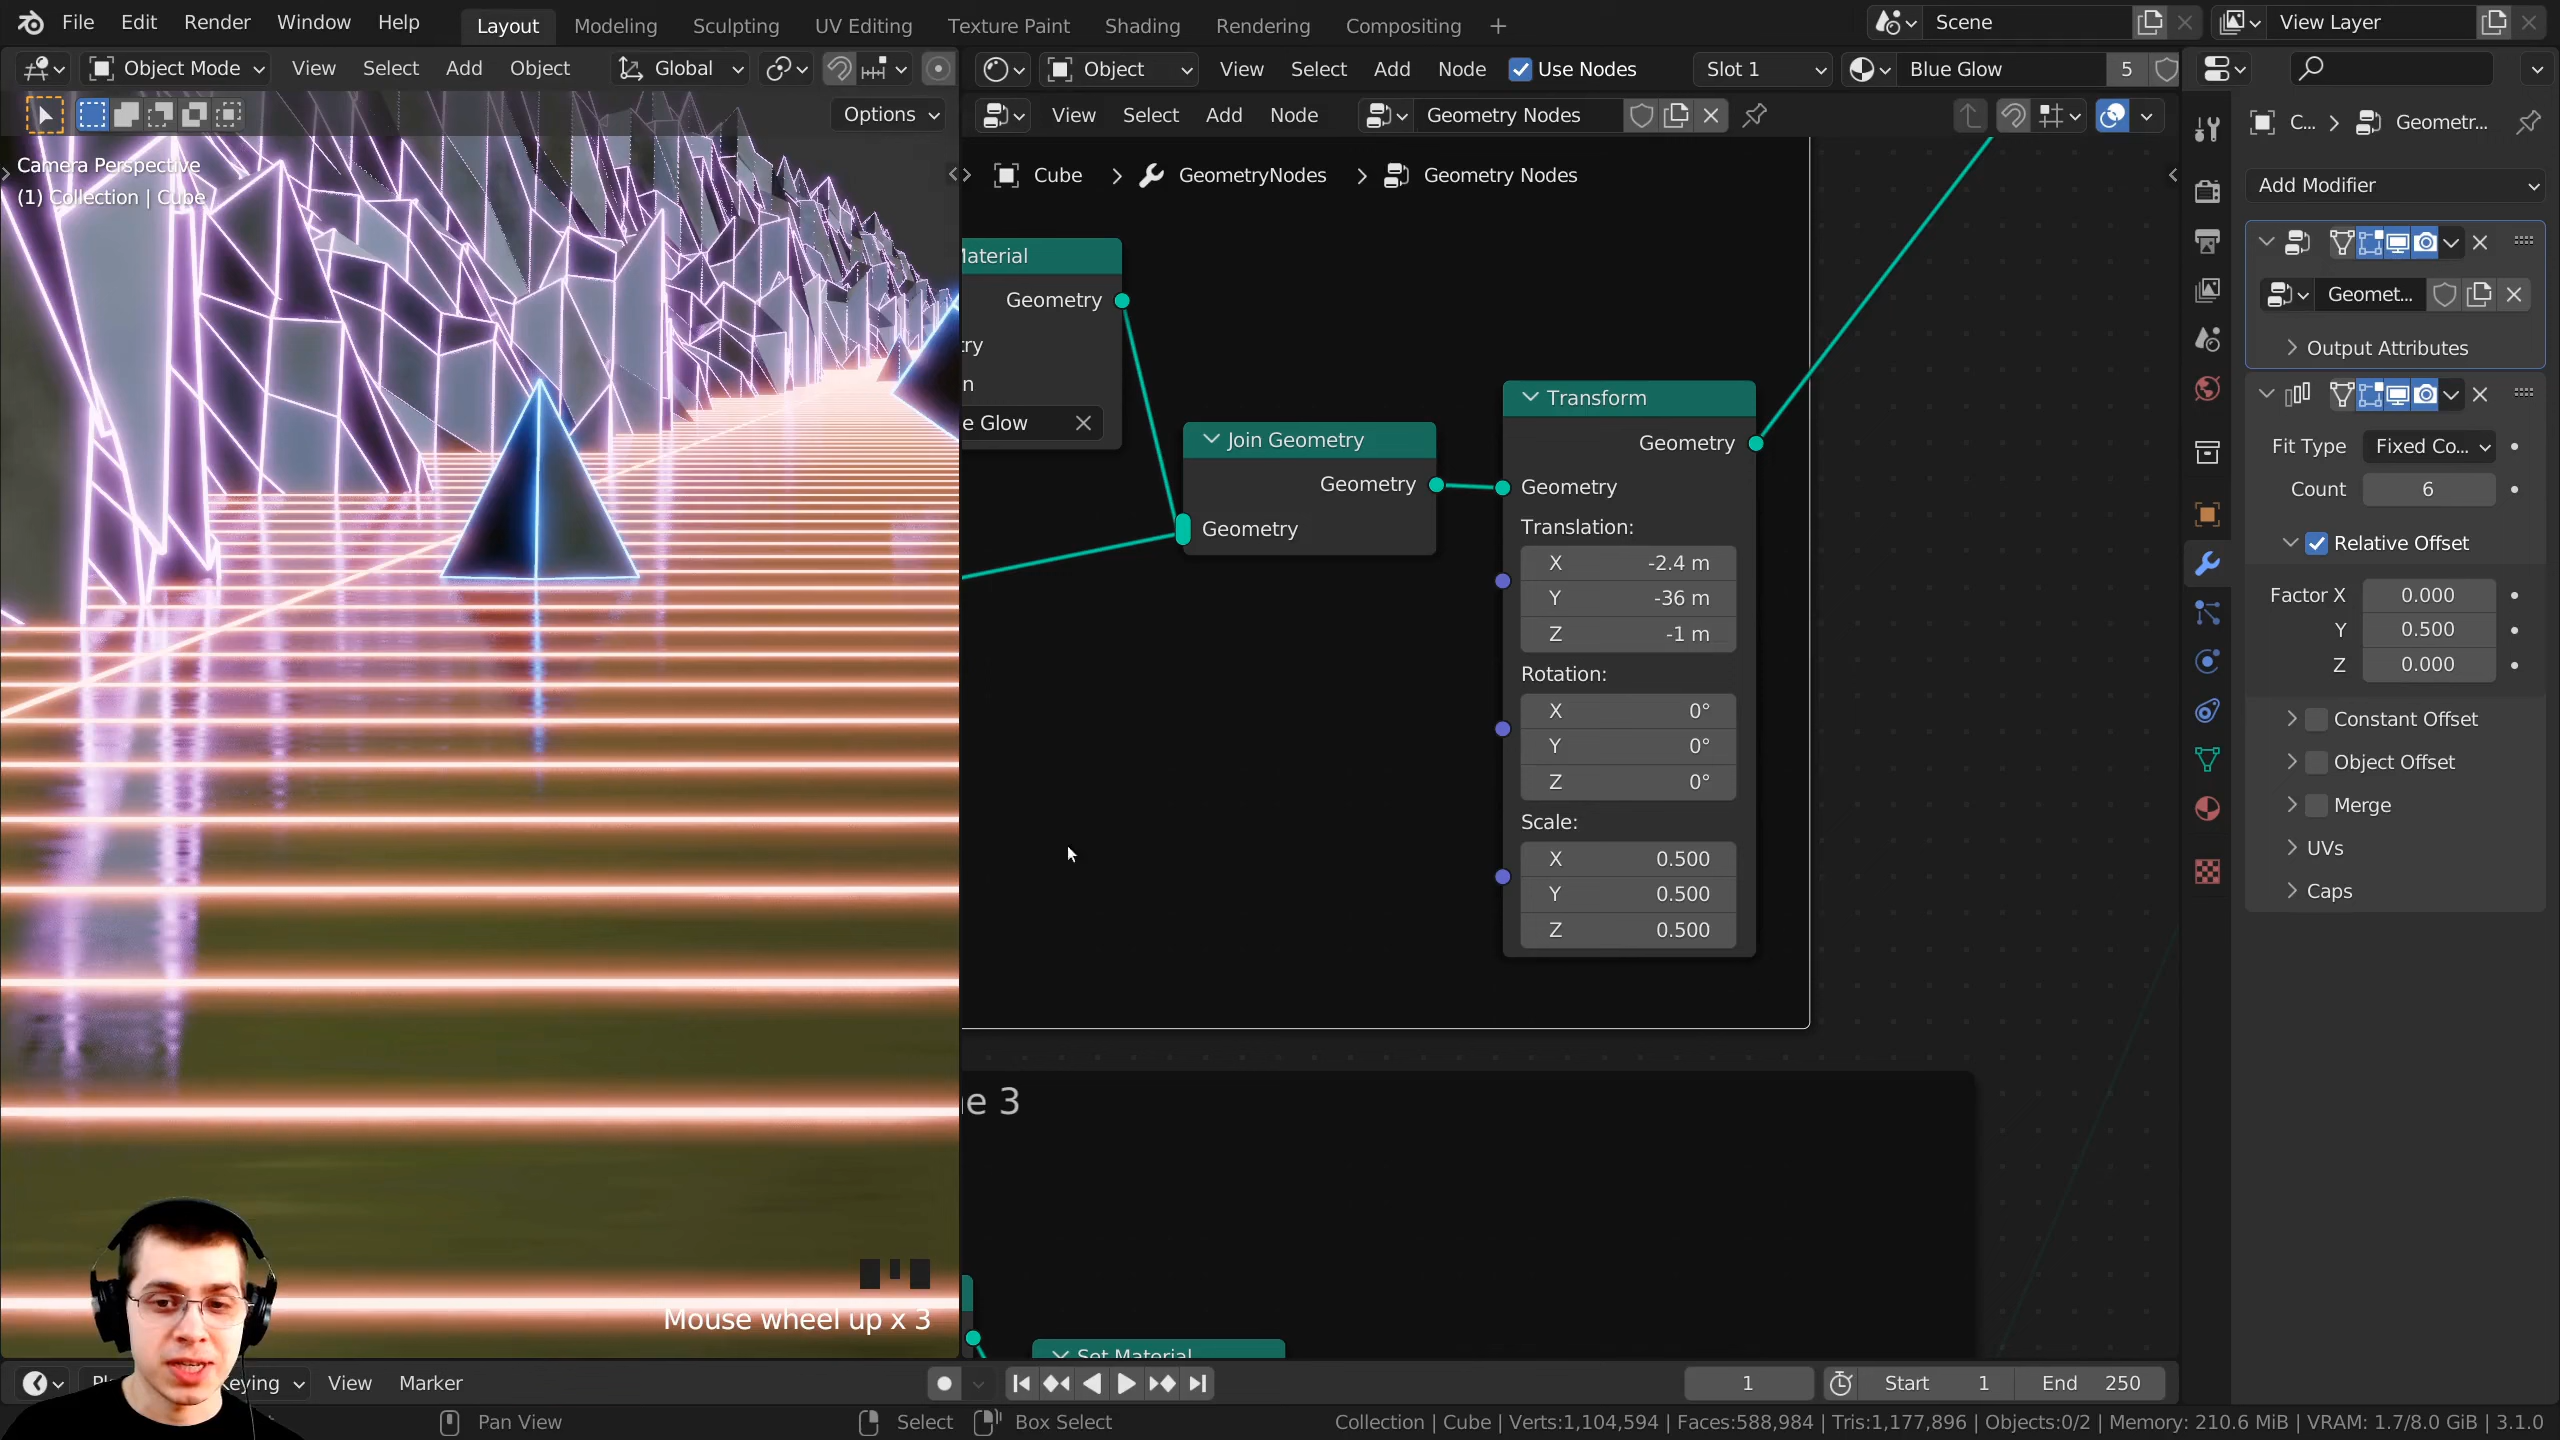 File Edit Render Window Help Layout Modeling Sculpting UV Editing Texture Paint Shading Rendering Compositing + Scene View Layer
Object Mode View Select Add Object Global
Options
Camera Perspective
(1) Collection | Cube
Object View Select Add Node Use Nodes Slot 1 Blue Glow 5
View Select Add Node Geometry Nodes
Cube > GeometryNodes > Geometry Nodes
Material
Geometry
try
n
e Glow
Join Geometry
Geometry
Geometry
Transform
Geometry
Geometry
Translation:
X -2.4 m
Y -36 m
Z -1 m
Rotation:
X 0°
Y 0°
Z 0°
Scale:
X 0.500
Y 0.500
Z 0.500
e 3
Set Material
C... > Geometr...
Add Modifier
Geomet...
Output Attributes
Fit Type Fixed Co...
Count 6
Relative Offset
Factor X 0.000
Y 0.500
Z 0.000
Constant Offset
Object Offset
Merge
UVs
Caps
Mouse wheel up x 3
Keying View Marker 1 Start 1 End 250
Pan View Select Box Select Collection | Cube | Verts:1,104,594 | Faces:588,984 | Tris:1,177,896 | Objects:0/2 | Memory: 210.6 MiB | VRAM: 1.7/8.0 GiB | 3.1.0